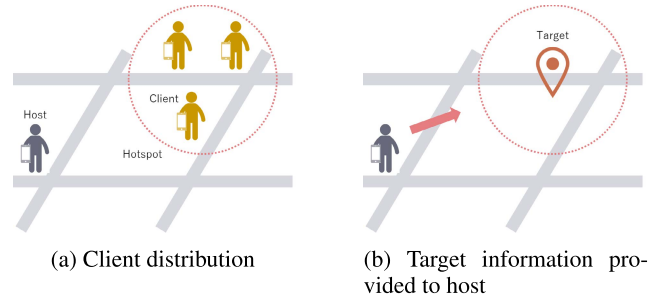 Client
Host
Hotspot
(a) Client distribution
Target
(b) Target information pro-
vided to host